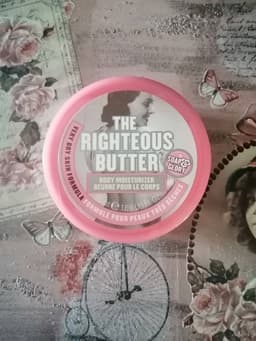 THE
RIGHTEOUS
BUTTER
SOAP &
GLORY
BODY MOISTURIZER
BEURRE POUR LE CORPS
VERY DRY SKIN FORMULA
FORMULE POUR PEAUX TRÈS SÈCHES